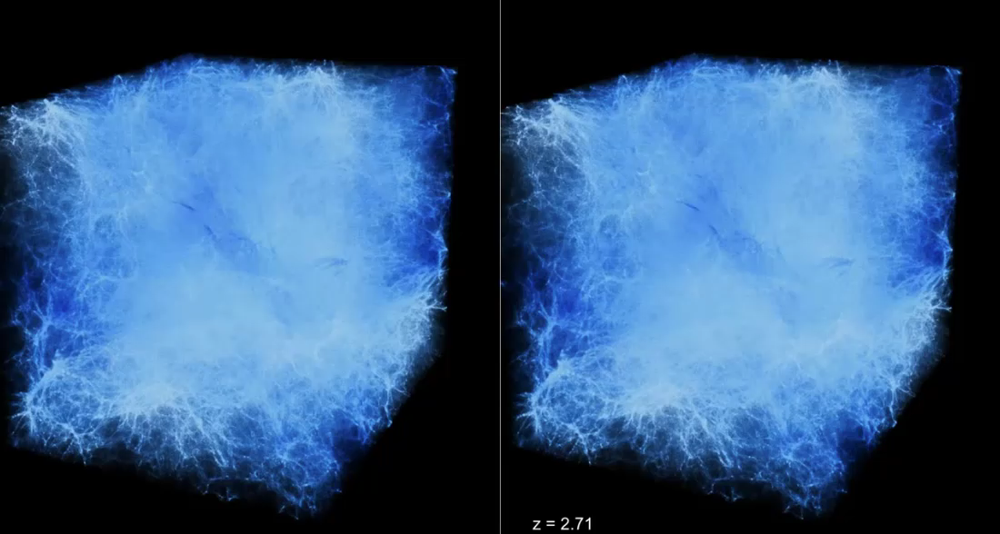 z = 2.71